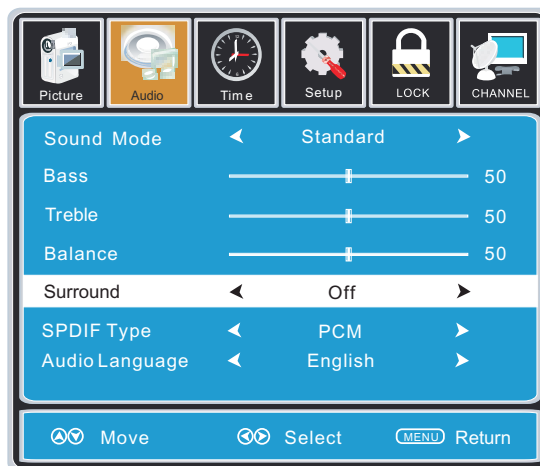 Picture Audio Time Setup LOCK CHANNEL
Sound Mode Standard
Bass 50
Treble 50
Balance 50
Surround Off
SPDIF Type PCM
Audio Language English
Move Select MENU Return